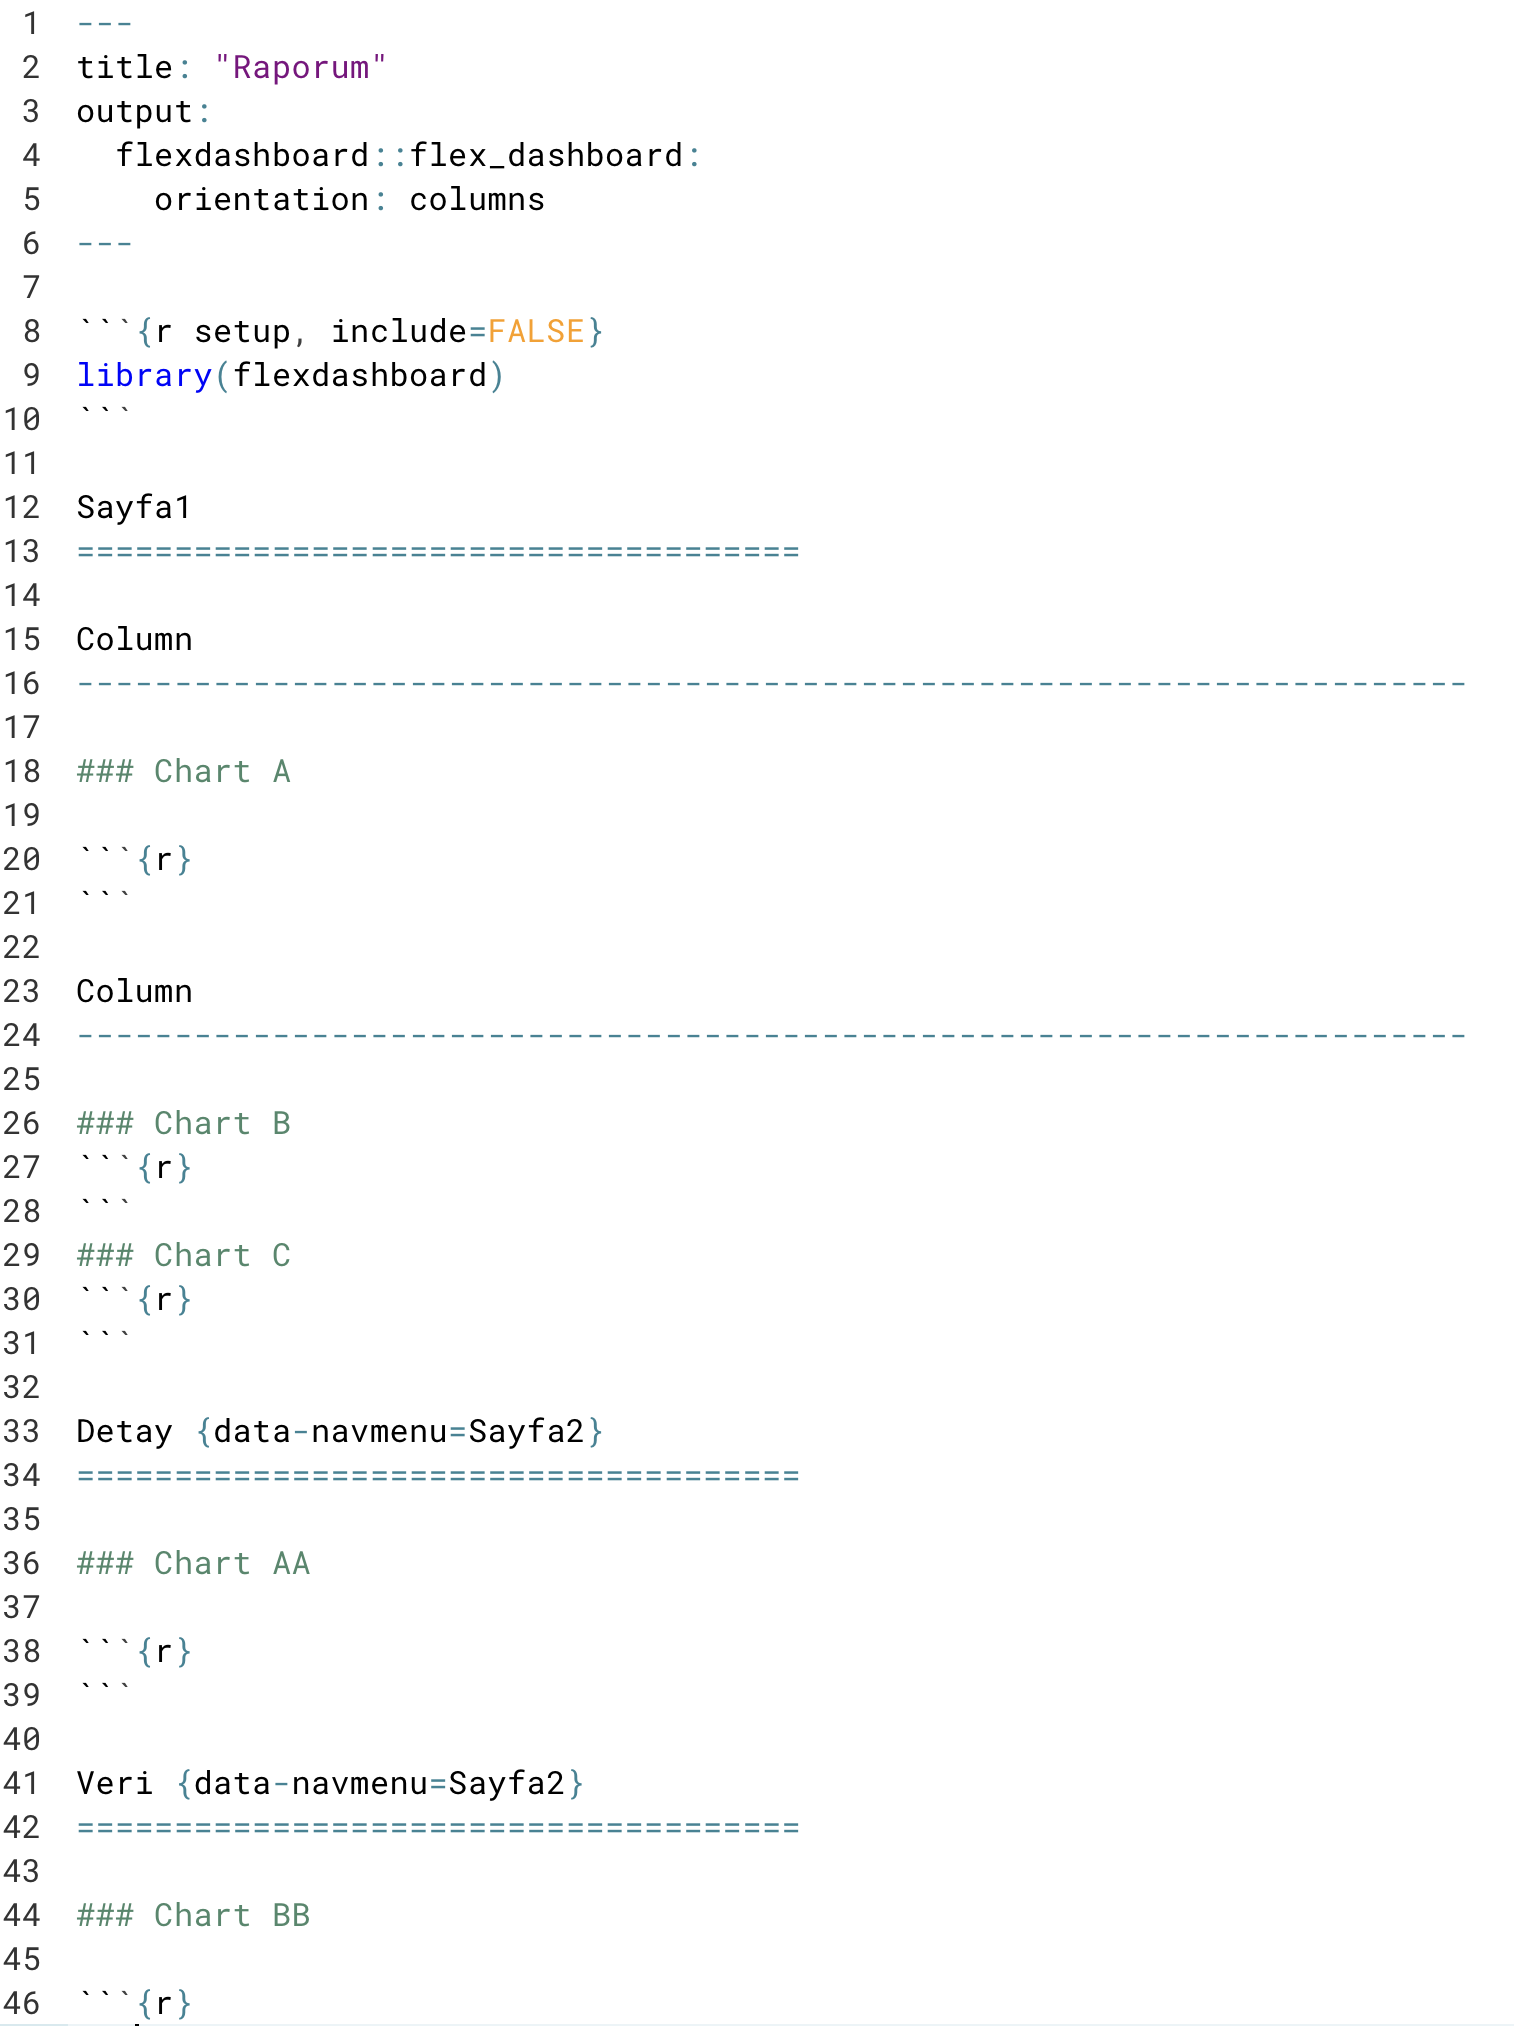 1 ---
2 title: "Raporum"
3 output:
4   flexdashboard::flex_dashboard:
5     orientation: columns
6 ---
7
8 ```{r setup, include=FALSE}
9 library(flexdashboard)
10 ```
11
12 Sayfa1
13 =====================================
14
15 Column
16 -----------------------------------------------------------------------
17
18 ### Chart A
19
20 ```{r}
21 ```
22
23 Column
24 -----------------------------------------------------------------------
25
26 ### Chart B
27 ```{r}
28 ```
29 ### Chart C
30 ```{r}
31 ```
32
33 Detay {data-navmenu=Sayfa2}
34 =====================================
35
36 ### Chart AA
37
38 ```{r}
39 ```
40
41 Veri {data-navmenu=Sayfa2}
42 =====================================
43
44 ### Chart BB
45
46 ```{r}